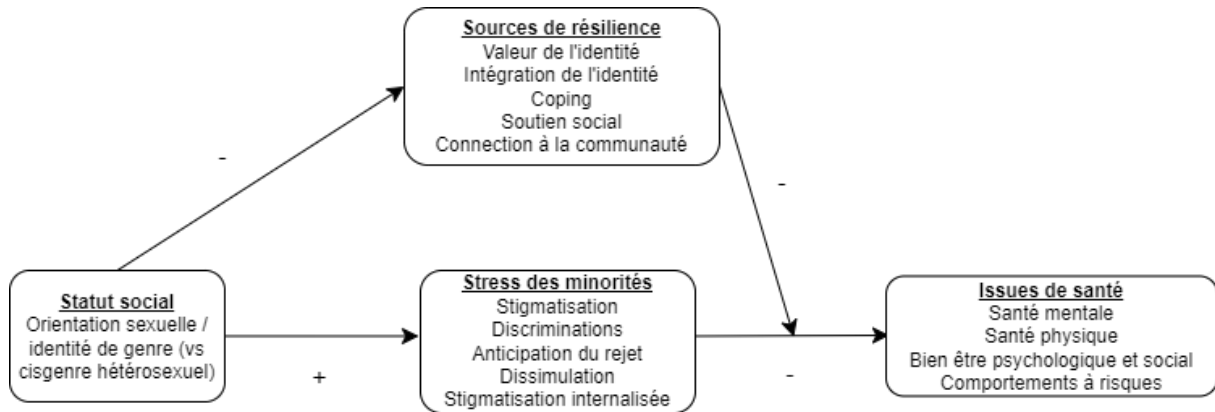 Sources de résilience
Valeur de l'identité
Intégration de l'identité
Coping
Soutien social
Connection à la communauté
-
-
Statut social
Orientation sexuelle /
identité de genre (vs
cisgenre hétérosexuel)
+
Stress des minorités
Stigmatisation
Discriminations
Anticipation du rejet
Dissimulation
Stigmatisation internalisée
-
Issues de santé
Santé mentale
Santé physique
Bien être psychologique et social
Comportements à risques